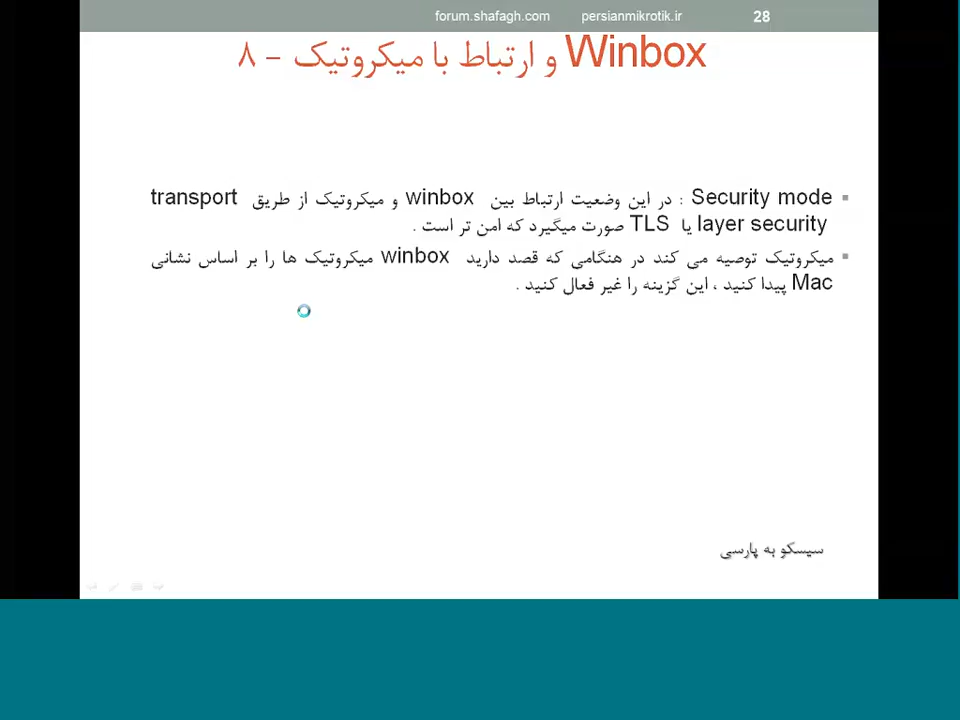 forum.shafagh.com persianmikrotik.ir 28
Winbox و ارتباط با میکروتیک - ۸
Security mode : در این وضعیت ارتباط بین winbox و میکروتیک از طریق transport
layer security یا TLS صورت میگیرد که امن تر است .
میکروتیک توصیه می کند در هنگامی که قصد دارید winbox میکروتیک ها را بر اساس نشانی
Mac پیدا کنید ، این گزینه را غیر فعال کنید .
سیسکو به پارسی